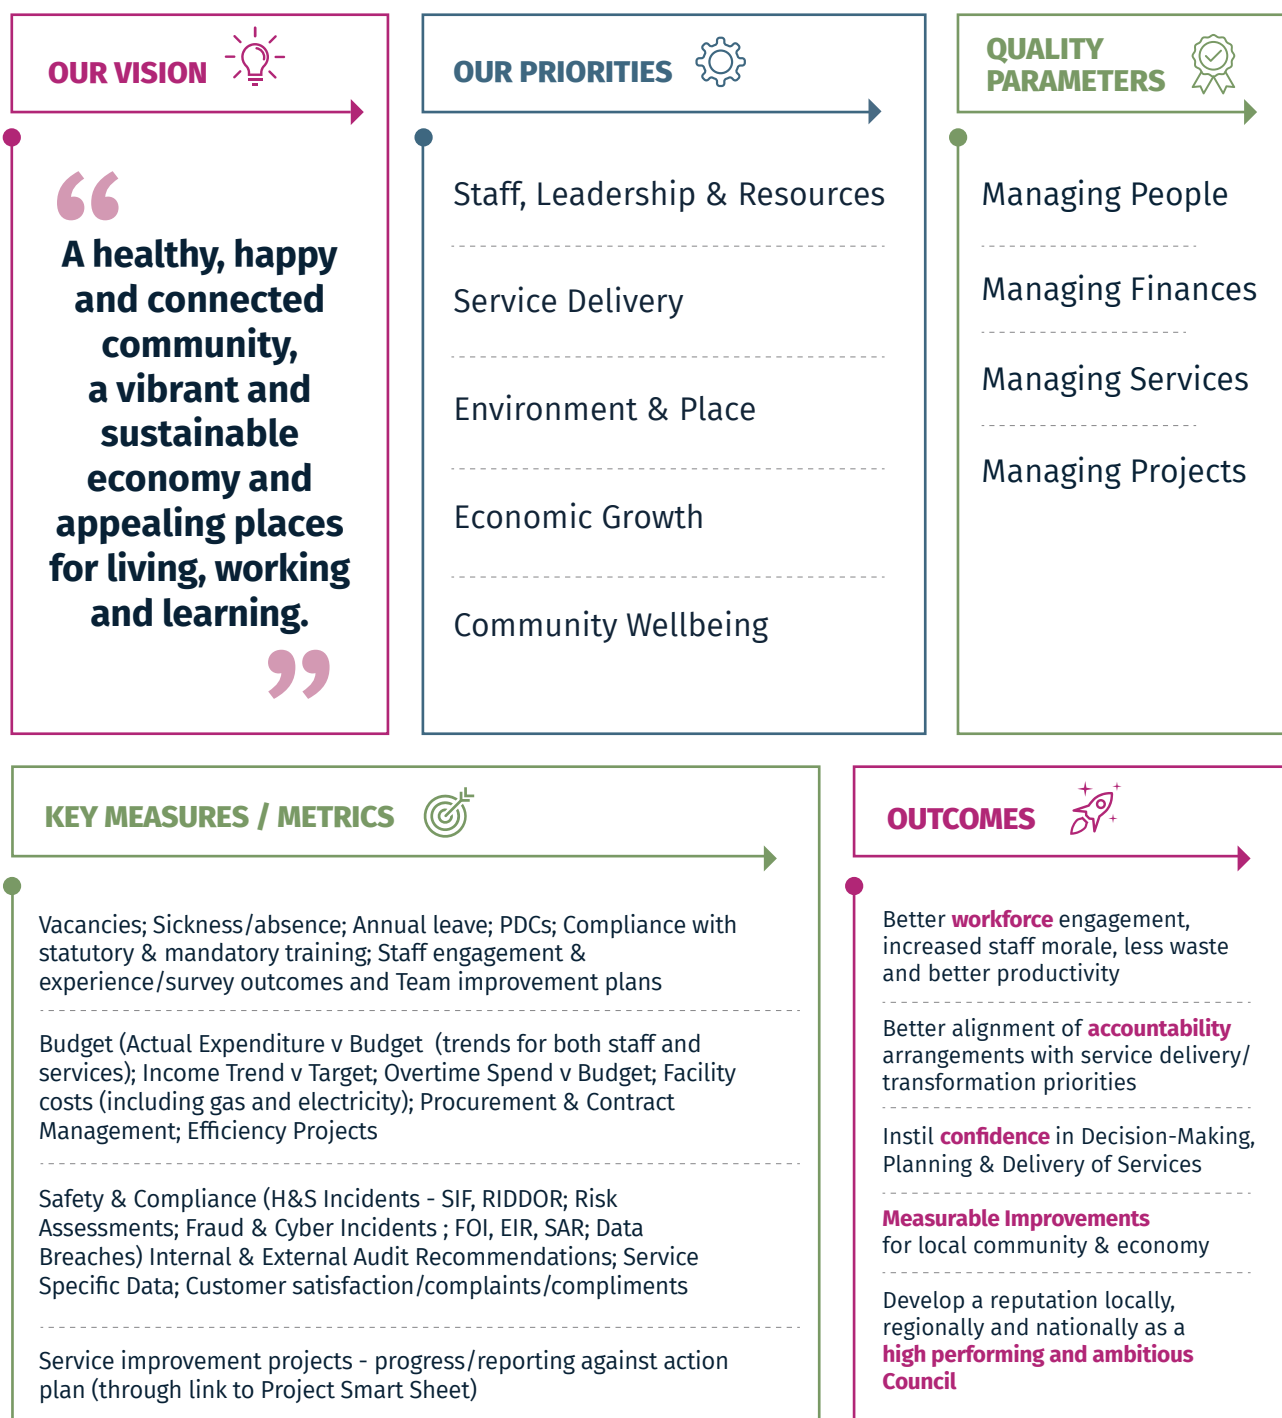 OUR VISION
“
A healthy, happy
and connected
community,
a vibrant and
sustainable
economy and
appealing places
for living, working
and learning.
”
OUR PRIORITIES
Staff, Leadership & Resources
Service Delivery
Environment & Place
Economic Growth
Community Wellbeing
QUALITY
PARAMETERS
Managing People
Managing Finances
Managing Services
Managing Projects
KEY MEASURES / METRICS
Vacancies; Sickness/absence; Annual leave; PDCs; Compliance with
statutory & mandatory training; Staff engagement &
experience/survey outcomes and Team improvement plans
Budget (Actual Expenditure v Budget (trends for both staff and
services); Income Trend v Target; Overtime Spend v Budget; Facility
costs (including gas and electricity); Procurement & Contract
Management; Efficiency Projects
Safety & Compliance (H&S Incidents - SIF, RIDDOR; Risk
Assessments; Fraud & Cyber Incidents ; FOI, EIR, SAR; Data
Breaches) Internal & External Audit Recommendations; Service
Specific Data; Customer satisfaction/complaints/compliments
Service improvement projects - progress/reporting against action
plan (through link to Project Smart Sheet)
OUTCOMES
Better workforce engagement,
increased staff morale, less waste
and better productivity
Better alignment of accountability
arrangements with service delivery/
transformation priorities
Instil confidence in Decision-Making,
Planning & Delivery of Services
Measurable Improvements
for local community & economy
Develop a reputation locally,
regionally and nationally as a
high performing and ambitious
Council